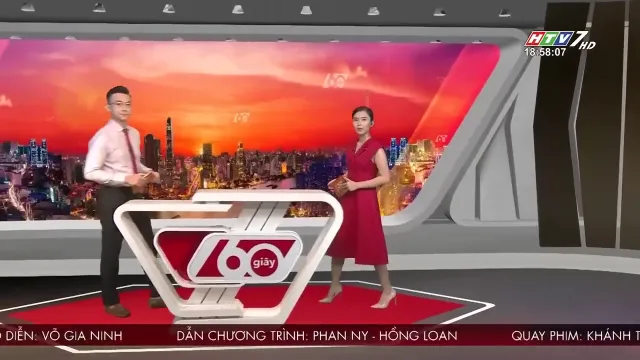 HTV7 HD
18:58:07
60 giây
DIỄN: VÕ GIA NINH DẪN CHƯƠNG TRÌNH: PHAN NY - HỒNG LOAN QUAY PHIM: KHÁNH